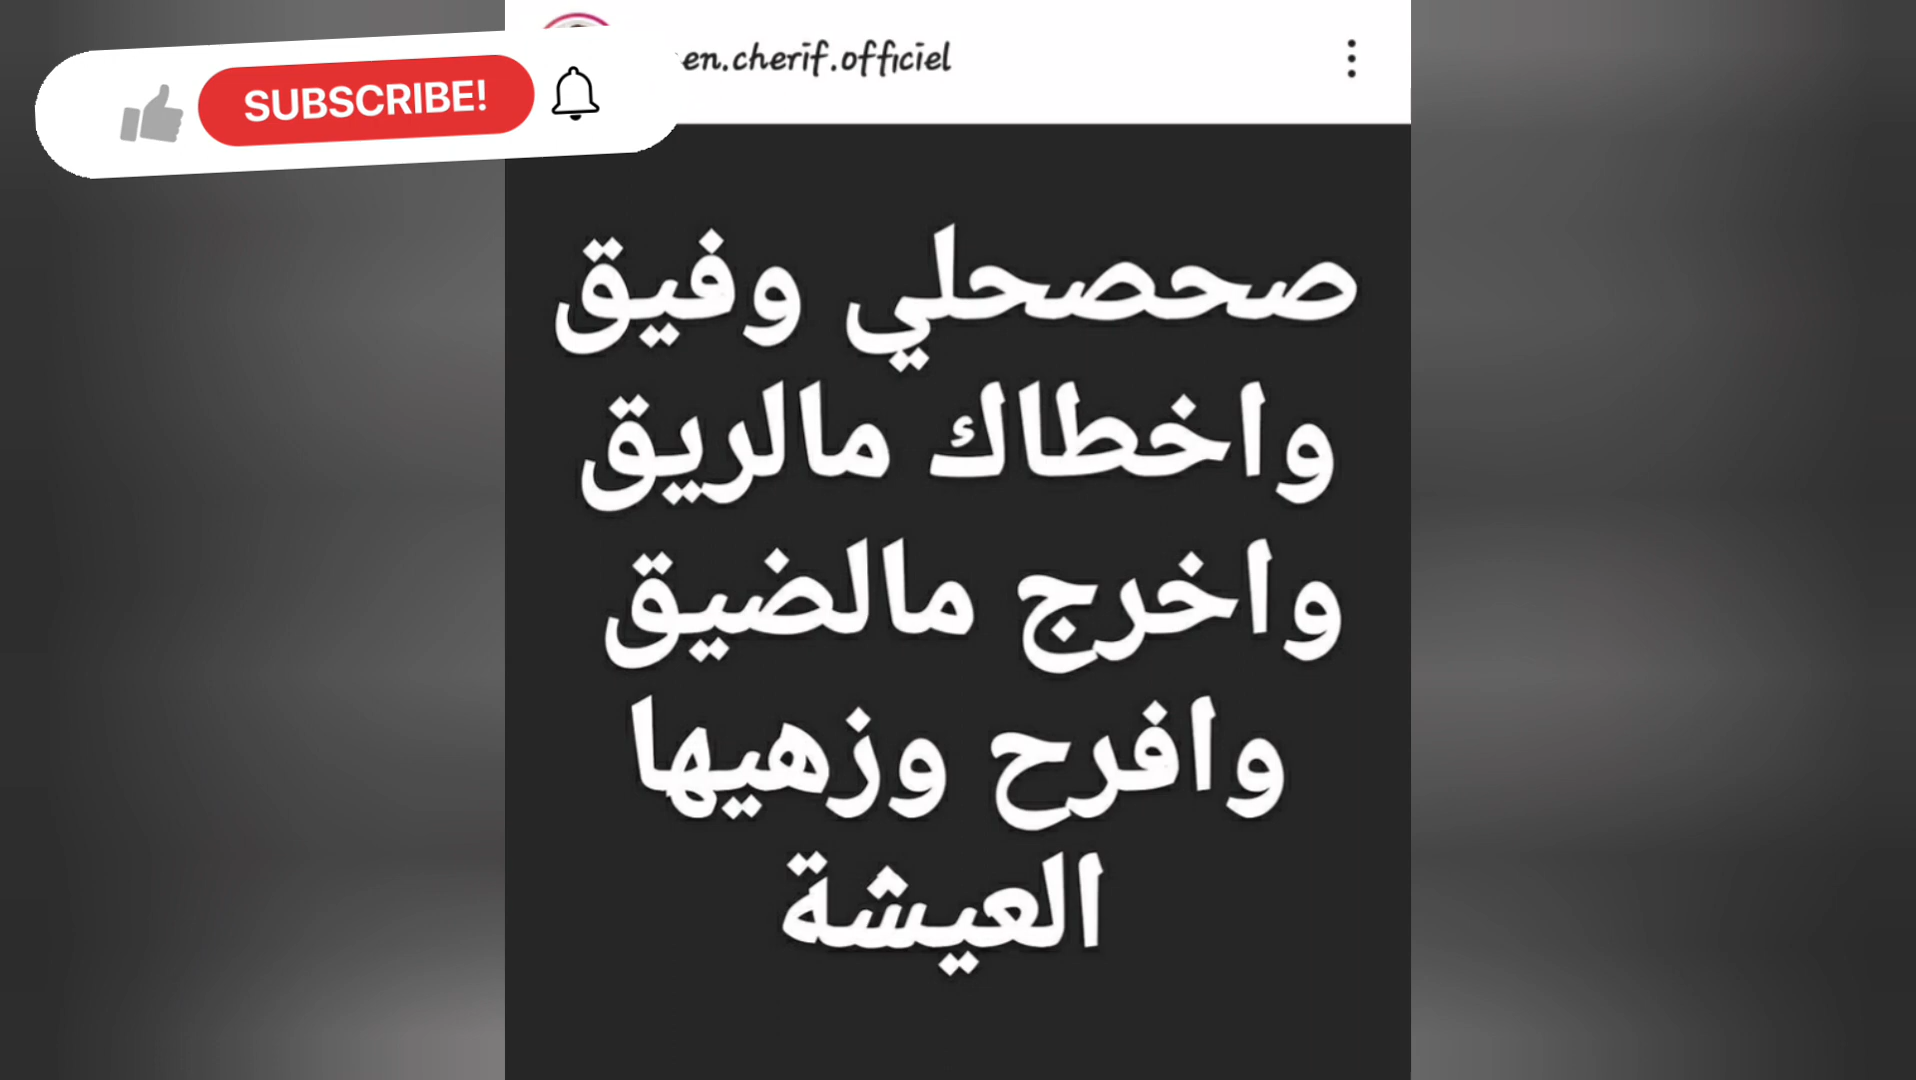 en.cherif.officiel
SUBSCRIBE!
صحصحلي وفيق
واخطاك مالريق
واخرج مالضيق
وافرح وزهيها
العيشة